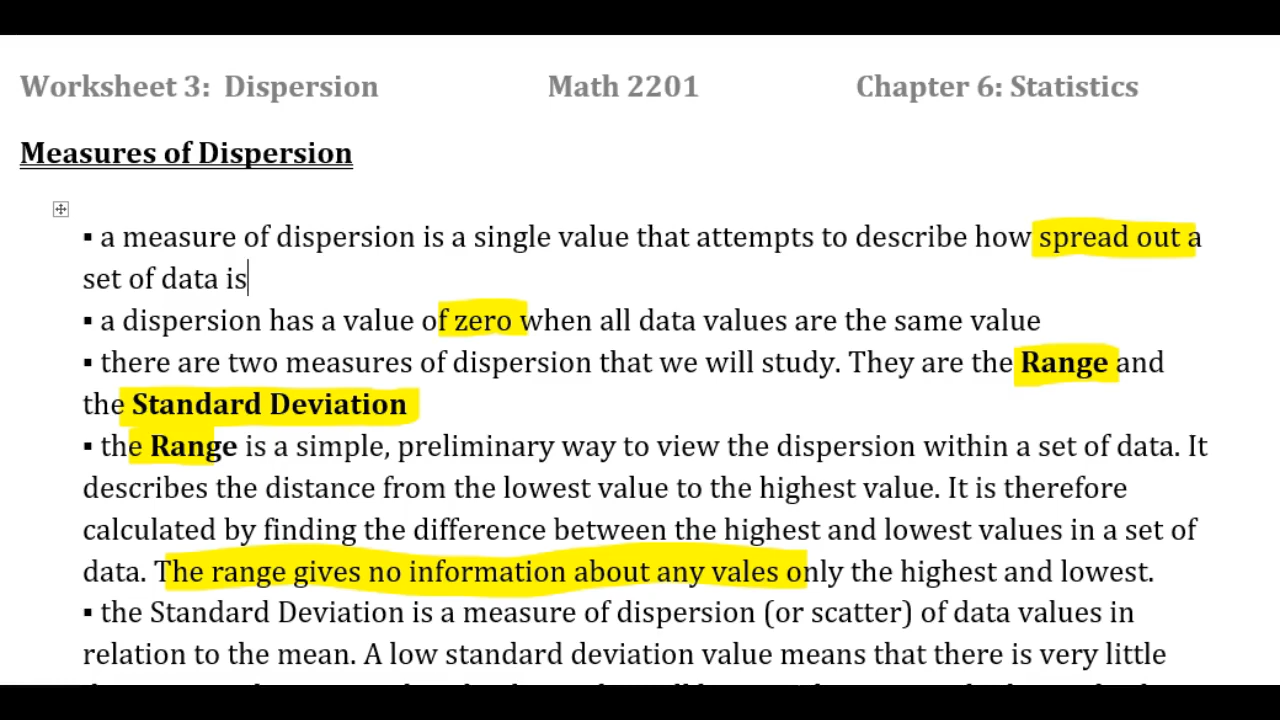 Worksheet 3: Dispersion Math 2201 Chapter 6: Statistics
Measures of Dispersion
▪ a measure of dispersion is a single value that attempts to describe how spread out a
set of data is
▪ a dispersion has a value of zero when all data values are the same value
▪ there are two measures of dispersion that we will study. They are the Range and
the Standard Deviation
▪ the Range is a simple, preliminary way to view the dispersion within a set of data. It
describes the distance from the lowest value to the highest value. It is therefore
calculated by finding the difference between the highest and lowest values in a set of
data. The range gives no information about any vales only the highest and lowest.
▪ the Standard Deviation is a measure of dispersion (or scatter) of data values in
relation to the mean. A low standard deviation value means that there is very little